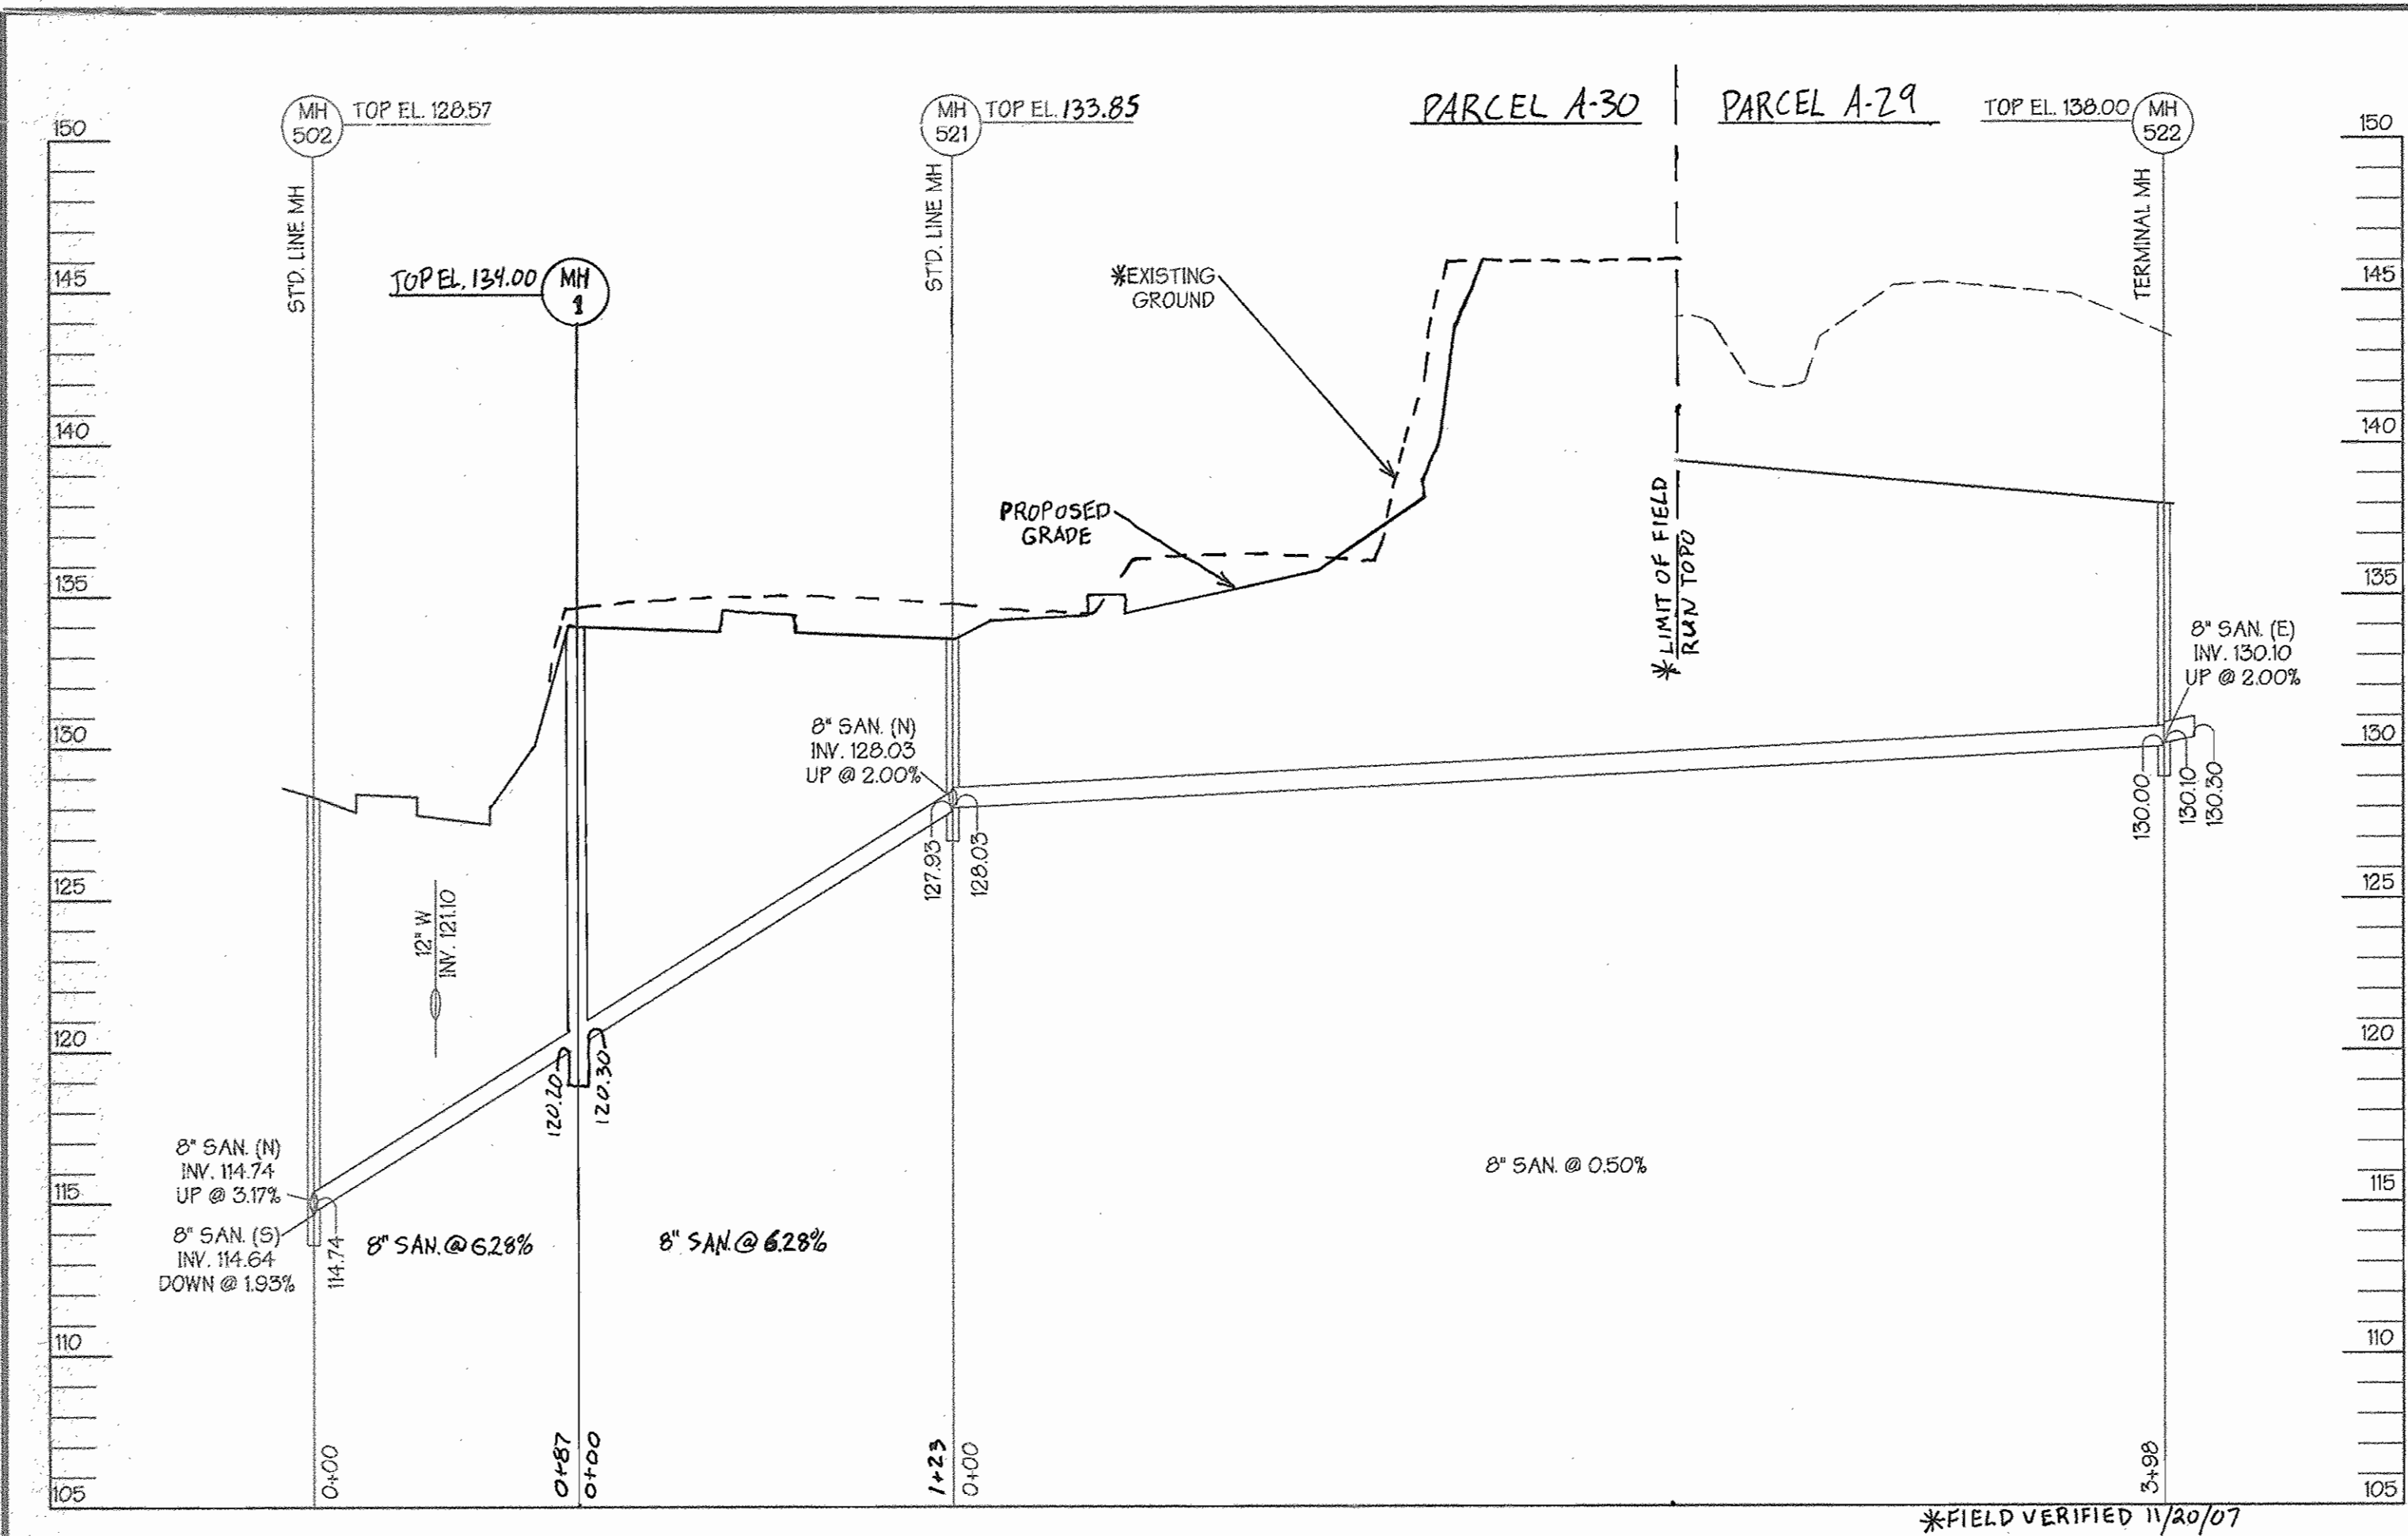 MH
502
TOP EL. 128.57
MH
521
TOP EL. 133.85
PARCEL A-30
PARCEL A-29
TOP EL. 138.00
MH
522
150
150
ST'D. LINE MH
ST'D. LINE MH
TERMINAL MH
TOP EL. 134.00
MH
1
145
145
*EXISTING
GROUND
140
140
PROPOSED
GRADE
*LIMIT OF FIELD
RUN TOPO
135
135
8" SAN. (E)
INV. 130.10
UP @ 2.00%
8" SAN. (N)
INV. 128.03
UP @ 2.00%
130
130
130.00
130.10
130.30
127.93
128.03
125
125
12" W
INV. 121.10
120
120
120.20
120.30
8" SAN. (N)
INV. 114.74
UP @ 3.17%
8" SAN. @ 0.50%
115
115
8" SAN. (S)
INV. 114.64
DOWN @ 1.93%
114.74
8" SAN. @ 6.28%
8" SAN. @ 6.28%
110
110
0+00
0+87
0+00
1+23
0+00
3+98
105
105
*FIELD VERIFIED 11/20/07